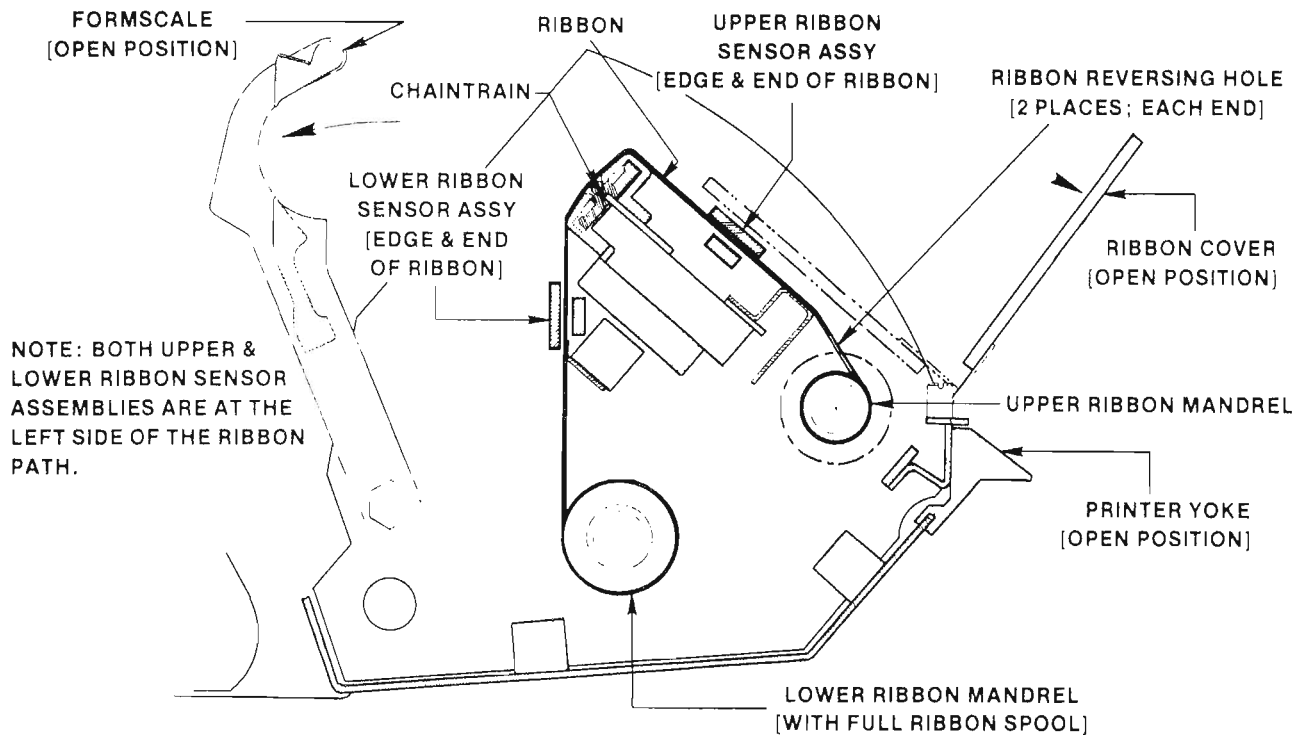 FORMSCALE
[OPEN POSITION]
RIBBON
UPPER RIBBON
SENSOR ASSY
[EDGE & END OF RIBBON]
RIBBON REVERSING HOLE
[2 PLACES; EACH END]
CHAINTRAIN
LOWER RIBBON
SENSOR ASSY
[EDGE & END
OF RIBBON]
RIBBON COVER
[OPEN POSITION]
NOTE: BOTH UPPER &
LOWER RIBBON SENSOR
ASSEMBLIES ARE AT THE
LEFT SIDE OF THE RIBBON
PATH.
UPPER RIBBON MANDREL
PRINTER YOKE
[OPEN POSITION]
LOWER RIBBON MANDREL
[WITH FULL RIBBON SPOOL]